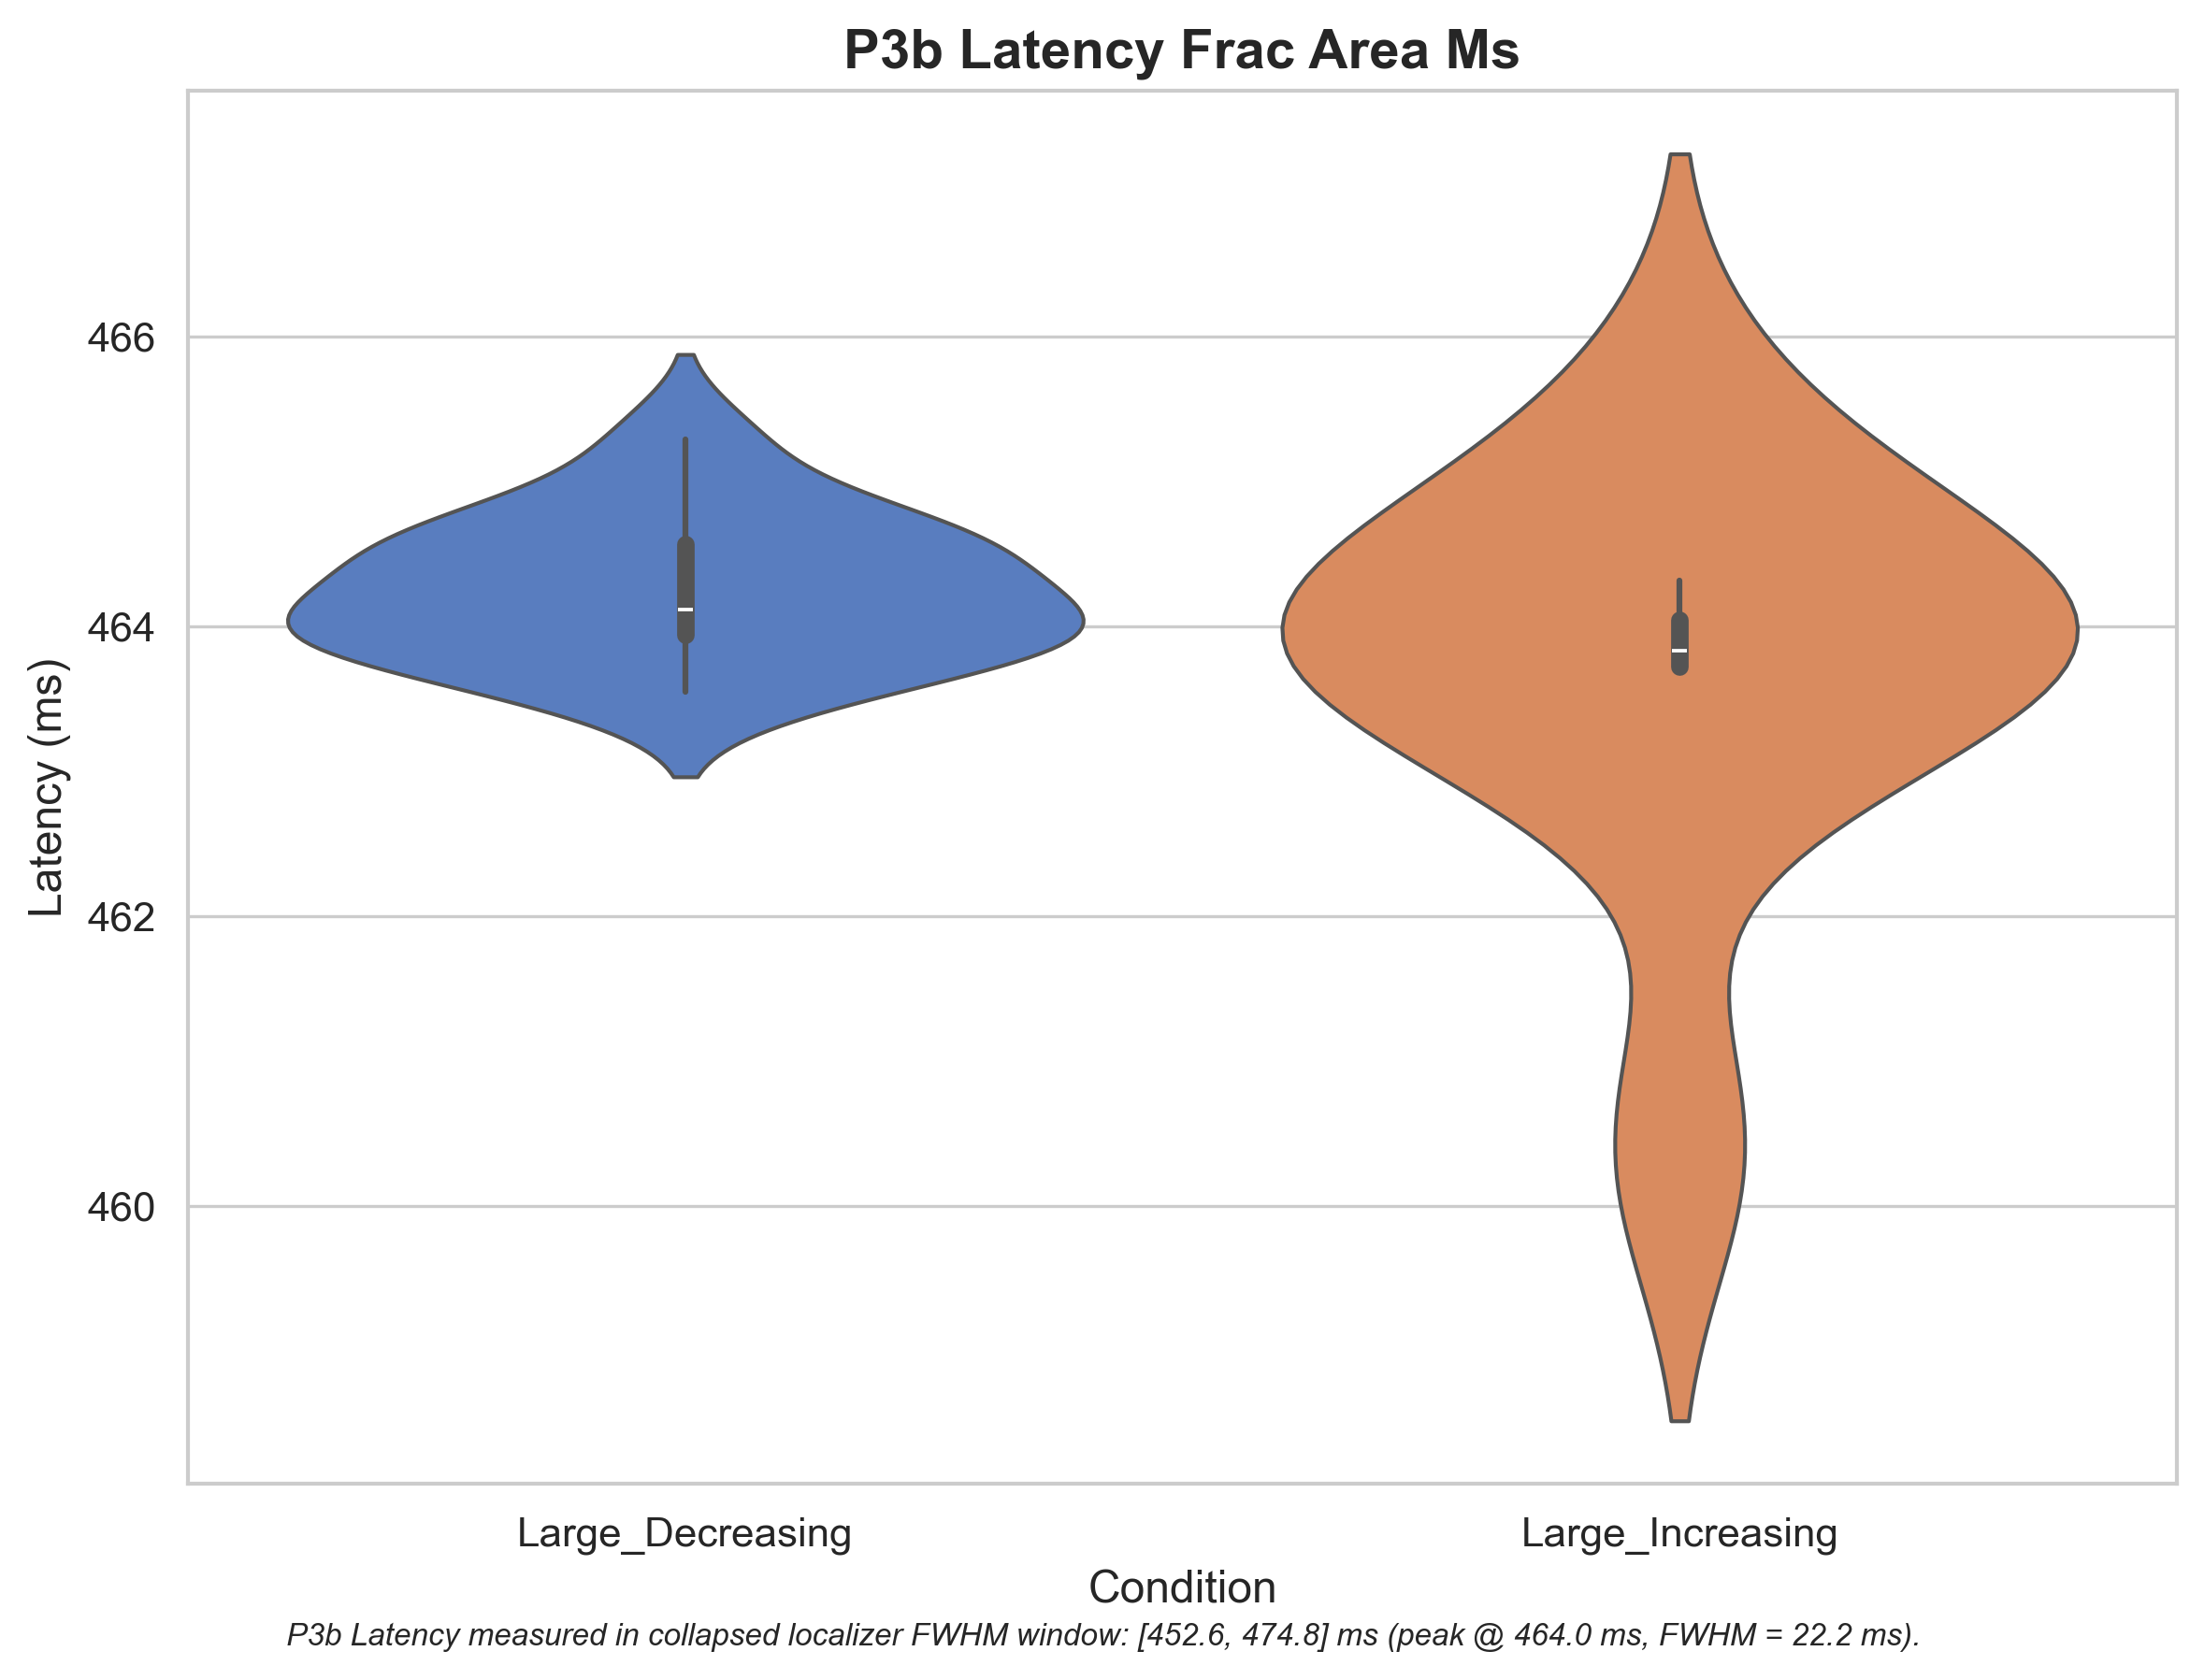 P3b Latency Frac Area Ms
Latency (ms)
466
464
462
460
Large_Decreasing
Large_Increasing
Condition
P3b Latency measured in collapsed localizer FWHM window: [452.6, 474.8] ms (peak @ 464.0 ms, FWHM = 22.2 ms).